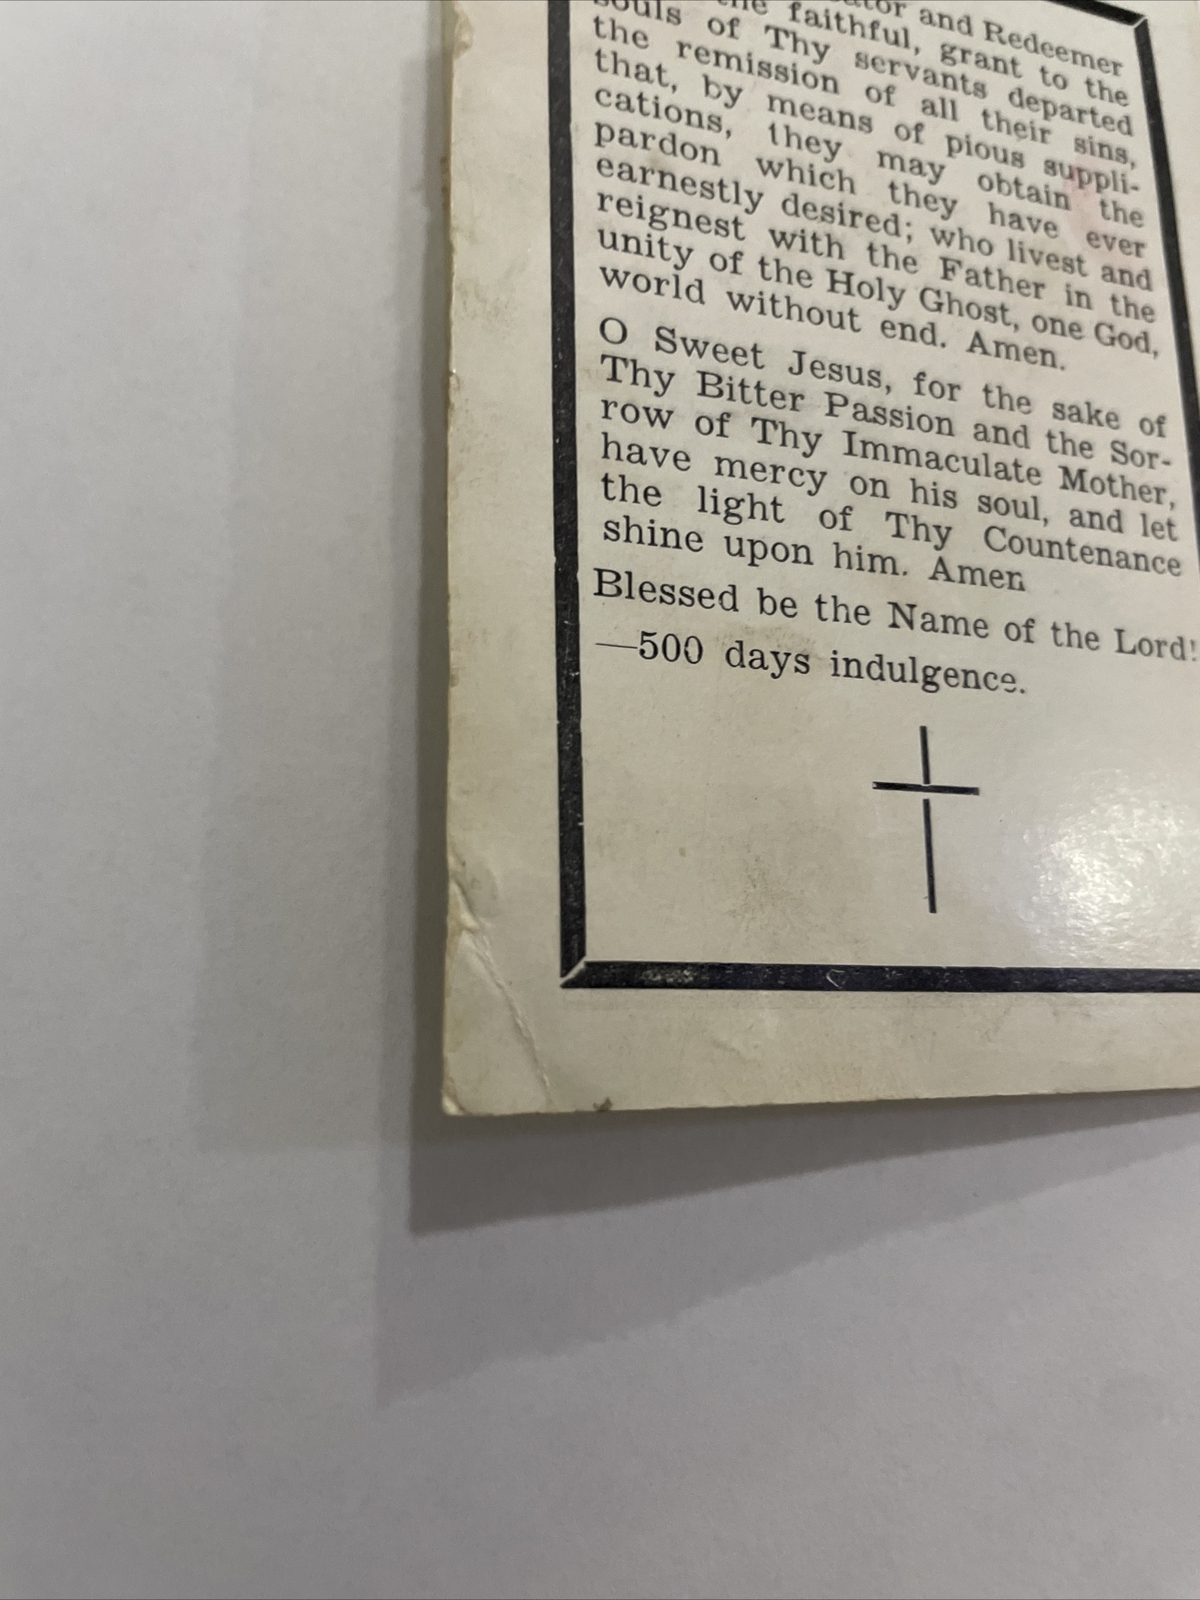 and Redeemer
faithful, grant to the
souls of Thy servants departed
the remission of all their sins,
that, by means of pious suppli-
cations, they may obtain the
pardon which they have ever
earnestly desired; who livest and
reignest with the Father in the
unity of the Holy Ghost, one God,
world without end. Amen.
O Sweet Jesus, for the sake of
Thy Bitter Passion and the Sor-
row of Thy Immaculate Mother,
have mercy on his soul, and let
the light of Thy Countenance
shine upon him. Amen
Blessed be the Name of the Lord!
—500 days indulgence.